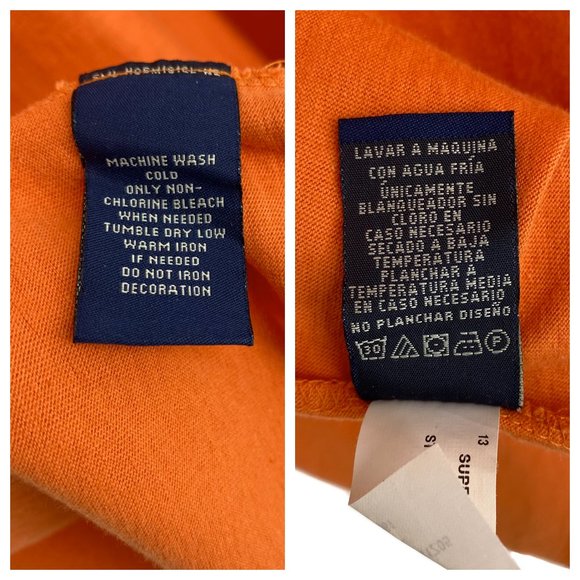 MACHINE WASH
COLD
ONLY NON-
CHLORINE BLEACH
WHEN NEEDED
TUMBLE DRY LOW
WARM IRON
IF NEEDED
DO NOT IRON
DECORATION
LAVAR A MAQUINA
CON AGUA FRÍA
ÚNICAMENTE
BLANQUEADOR SIN
CLORO EN
CASO NECESARIO
SECADO A BAJA
TEMPERATURA
PLANCHAR A
TEMPERATURA MEDIA
EN CASO NECESARIO
NO PLANCHAR DISEÑO
30 P
13